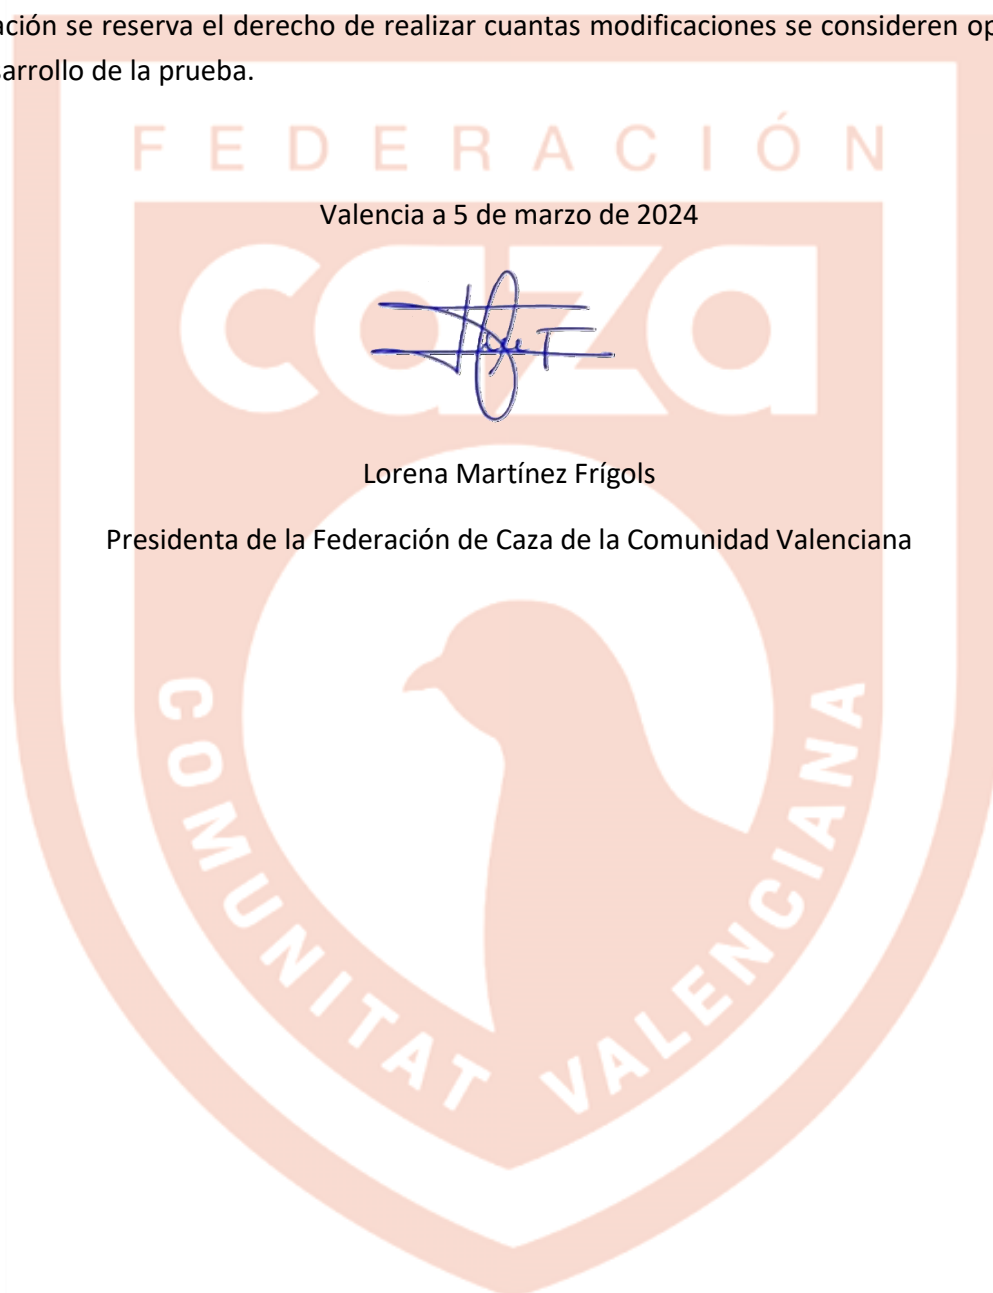 ación se reserva el derecho de realizar cuantas modificaciones se consideren op
arrollo de la prueba.
FEDERACIÓN
Valencia a 5 de marzo de 2024
caza
Lorena Martínez Frígols
Presidenta de la Federación de Caza de la Comunidad Valenciana
COMUNITAT VALENCIANA